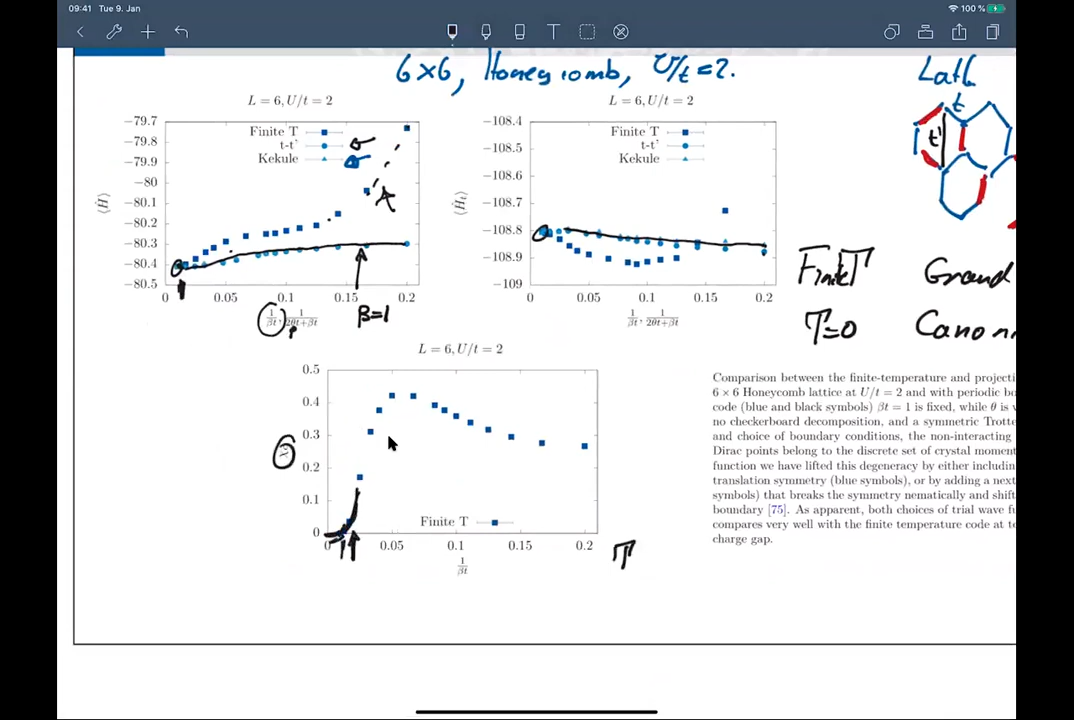 09:41 Tue 9. Jan
100 %
6×6, Honeycomb, U/t=2.
Lath
L = 6, U/t = 2
−79.7
−79.8
−79.9
−80
−80.1
−80.2
−80.3
−80.4
−80.5
⟨Ĥ⟩
Finite T
t-t'
Kekule
0
0.05
0.1
0.15
0.2
1/βt, 1/2θt+βt
β=1
L = 6, U/t = 2
−108.4
−108.5
−108.6
−108.7
−108.8
−108.9
−109
⟨Ĥt⟩
Finite T
t-t'
Kekule
0
0.05
0.1
0.15
0.2
1/βt, 1/2θt+βt
t
t'
Finite T
Grand
T=0
Canon
L = 6, U/t = 2
0.5
0.4
0.3
0.2
0.1
0
Finite T
0
0.05
0.1
0.15
0.2
1/βt
T
Comparison between the finite-temperature and projecti
6 × 6 Honeycomb lattice at U/t = 2 and with periodic bo
code (blue and black symbols) βt = 1 is fixed, while θ is v
no checkerboard decomposition, and a symmetric Trotte
and choice of boundary conditions, the non-interacting
Dirac points belong to the discrete set of crystal moment
function we have lifted this degeneracy by either includin
translation symmetry (blue symbols), or by adding a next
symbols) that breaks the symmetry nematically and shift
boundary [75]. As apparent, both choices of trial wave fu
compares very well with the finite temperature code at te
charge gap.